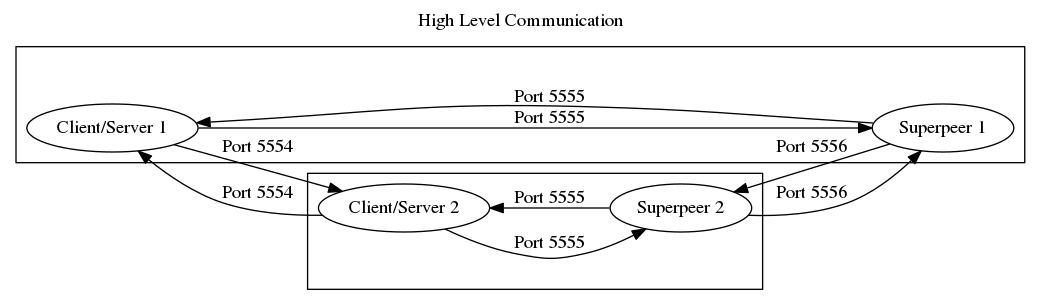 High Level Communication
Port 5555
Port 5555
Client/Server 1
Superpeer 1
Port 5554
Port 5556
Port 5554
Port 5555
Port 5556
Client/Server 2
Superpeer 2
Port 5555